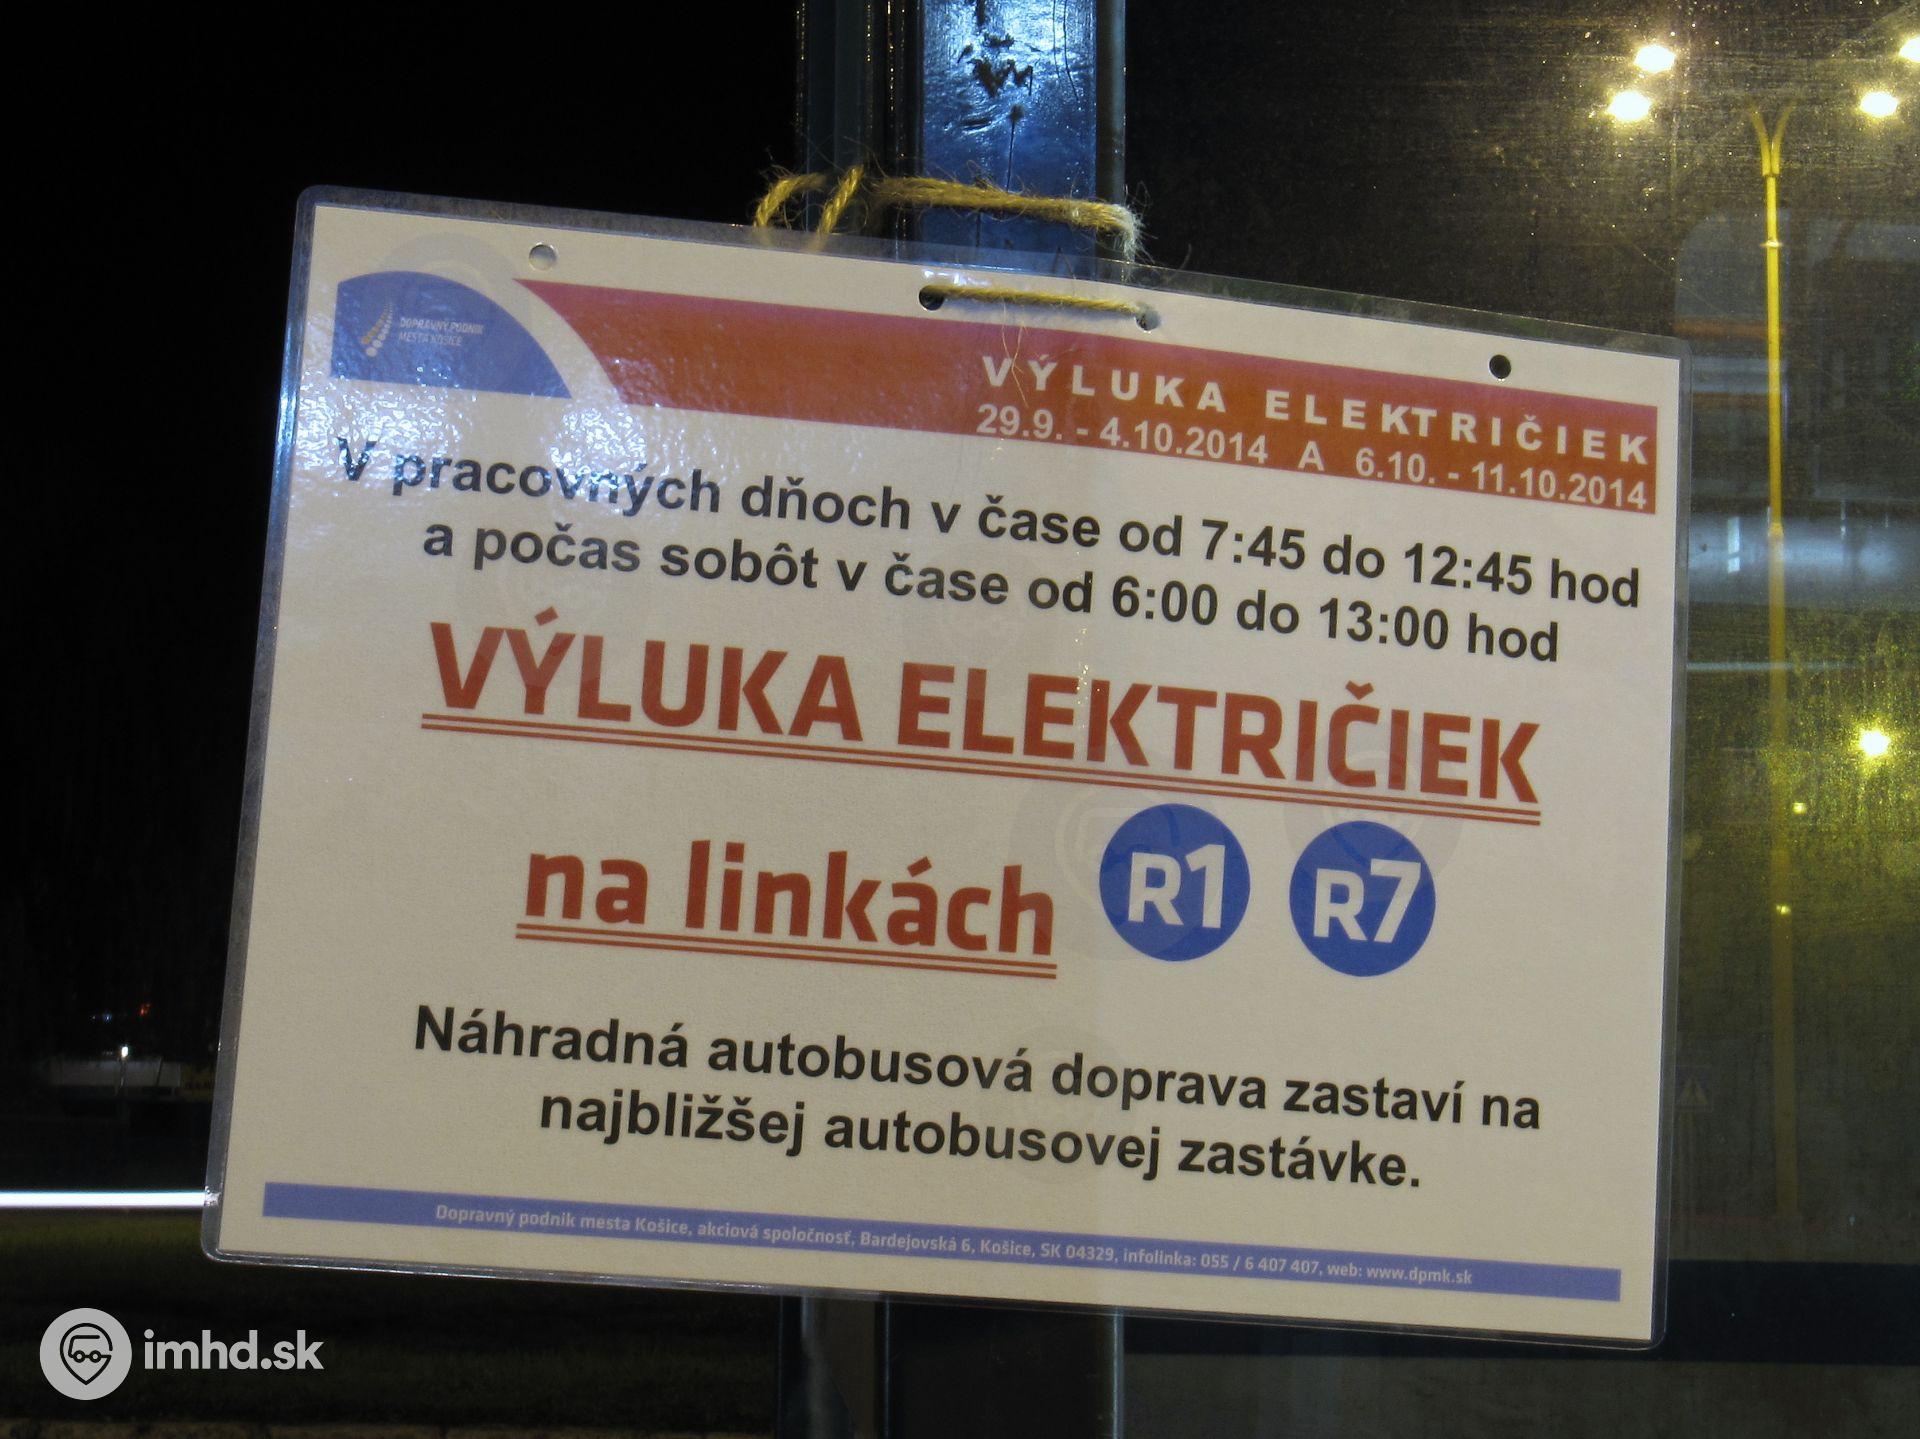 DOPRAVNÝ PODNIK
MESTA KOŠICE
VÝLUKA ELEKTRIČIEK
29.9. - 4.10.2014 A 6.10. - 11.10.2014
V pracovných dňoch v čase od 7:45 do 12:45 hod
a počas sobôt v čase od 6:00 do 13:00 hod
VÝLUKA ELEKTRIČIEK
na linkách R1 R7
Náhradná autobusová doprava zastaví na
najbližšej autobusovej zastávke.
Dopravný podnik mesta Košice, akciová spoločnosť, Bardejovská 6, Košice, SK 04329, infolinka: 055 / 6 407 407, web: www.dpmk.sk
imhd.sk